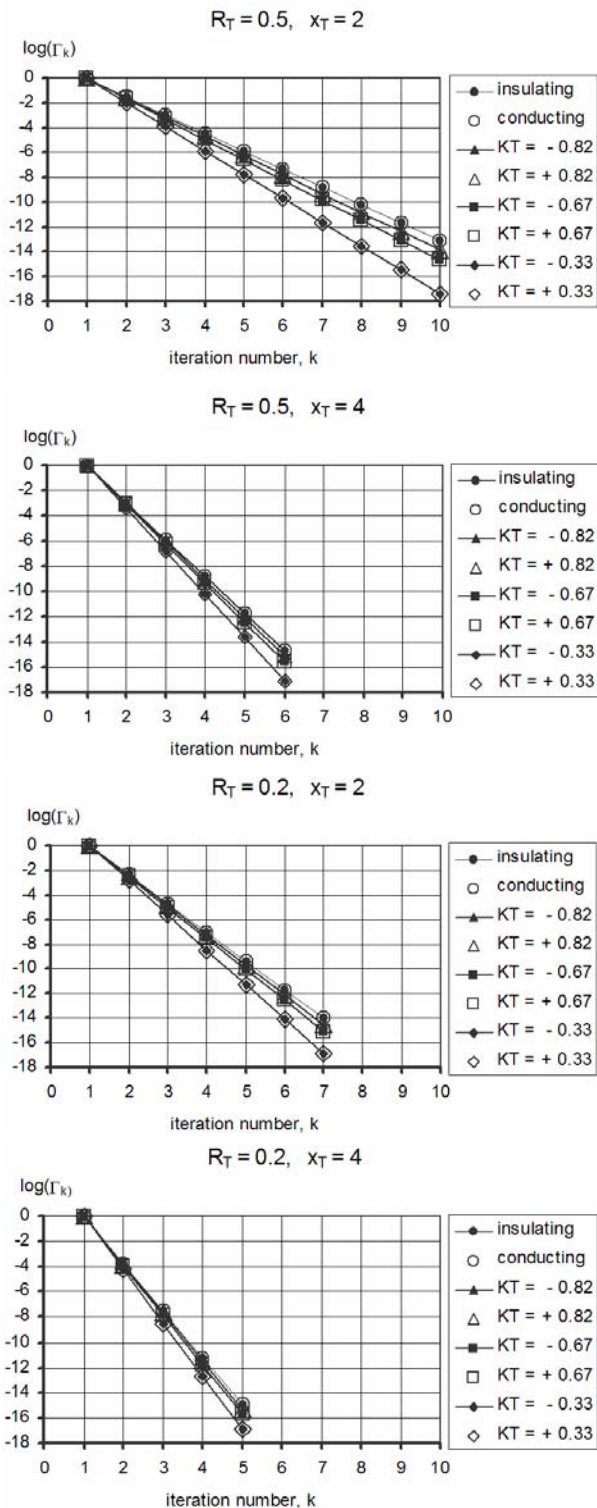 R_T = 0.5, x_T = 2
log(Γ_k)
0
-2
-4
-6
-8
-10
-12
-14
-16
-18
0 1 2 3 4 5 6 7 8 9 10
iteration number, k
insulating
conducting
KT = - 0.82
KT = + 0.82
KT = - 0.67
KT = + 0.67
KT = - 0.33
KT = + 0.33
R_T = 0.5, x_T = 4
log(Γ_k)
0
-2
-4
-6
-8
-10
-12
-14
-16
-18
0 1 2 3 4 5 6 7 8 9 10
iteration number, k
insulating
conducting
KT = - 0.82
KT = + 0.82
KT = - 0.67
KT = + 0.67
KT = - 0.33
KT = + 0.33
R_T = 0.2, x_T = 2
log(Γ_k)
0
-2
-4
-6
-8
-10
-12
-14
-16
-18
0 1 2 3 4 5 6 7 8 9 10
iteration number, k
insulating
conducting
KT = - 0.82
KT = + 0.82
KT = - 0.67
KT = + 0.67
KT = - 0.33
KT = + 0.33
R_T = 0.2, x_T = 4
log(Γ_k)
0
-2
-4
-6
-8
-10
-12
-14
-16
-18
0 1 2 3 4 5 6 7 8 9 10
iteration number, k
insulating
conducting
KT = - 0.82
KT = + 0.82
KT = - 0.67
KT = + 0.67
KT = - 0.33
KT = + 0.33